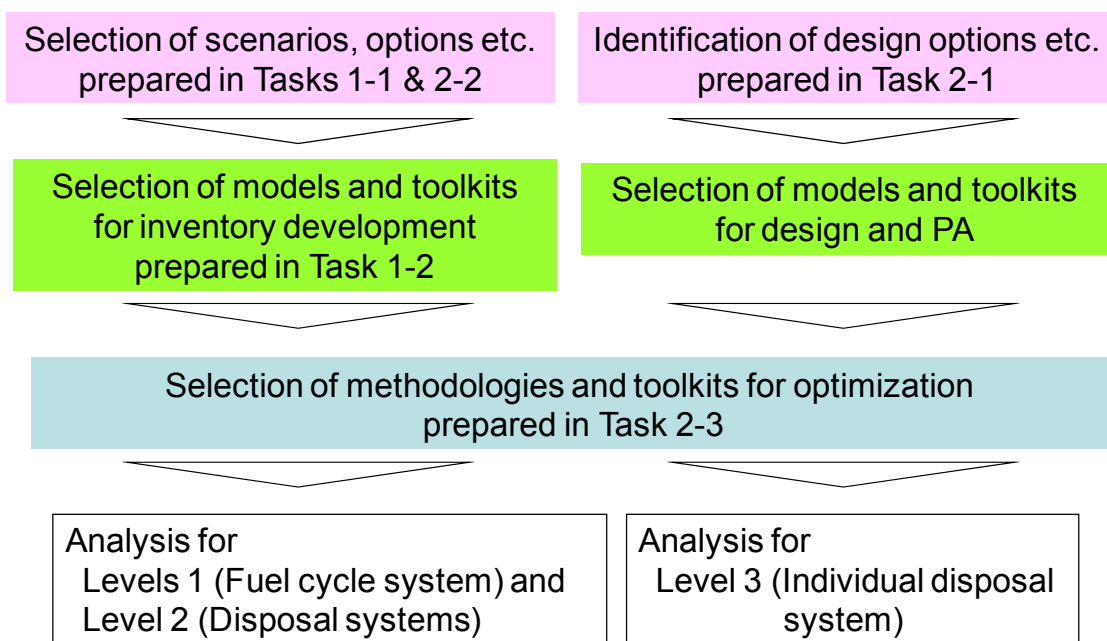 Selection of scenarios, options etc.
prepared in Tasks 1-1 & 2-2
Identification of design options etc.
prepared in Task 2-1
Selection of models and toolkits
for inventory development
prepared in Task 1-2
Selection of models and toolkits
for design and PA
Selection of methodologies and toolkits for optimization
prepared in Task 2-3
Analysis for
Levels 1 (Fuel cycle system) and
Level 2 (Disposal systems)
Analysis for
Level 3 (Individual disposal
system)